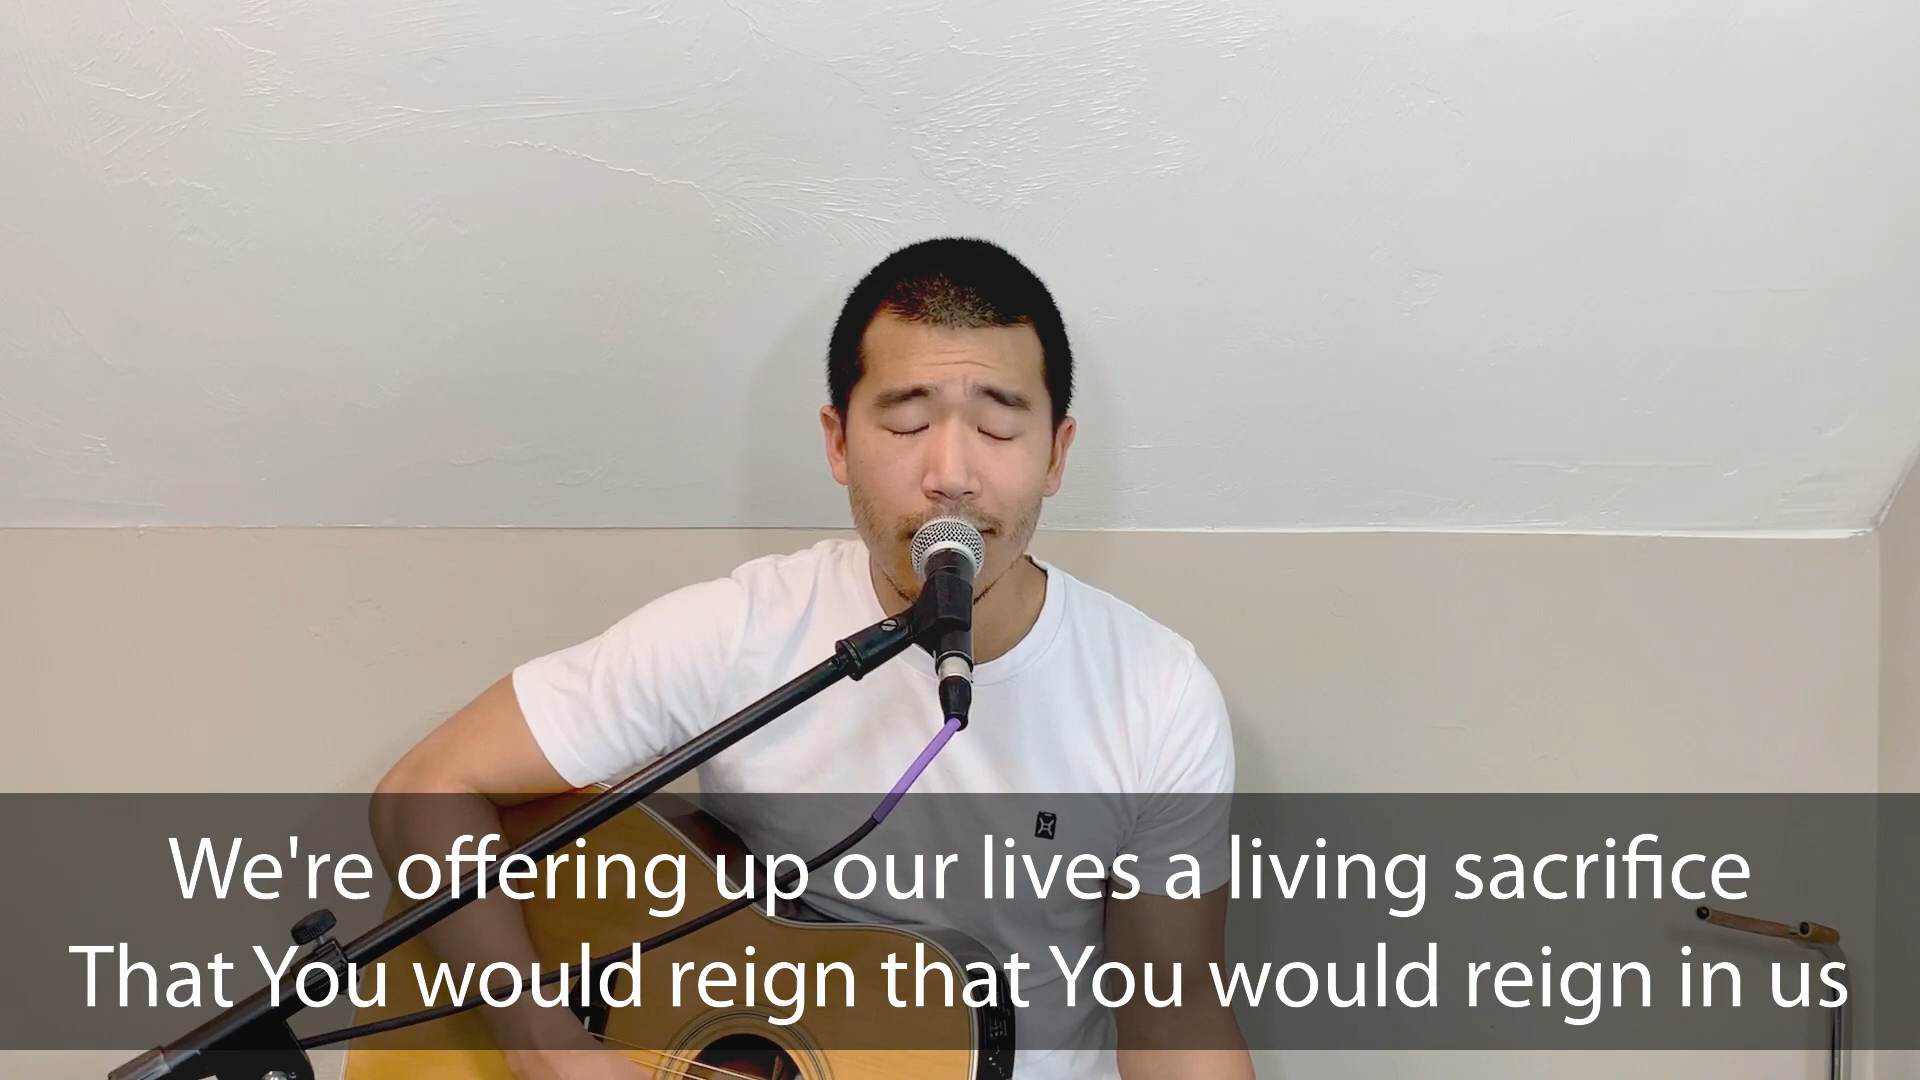 We're offering up our lives a living sacrifice
That You would reign that You would reign in us